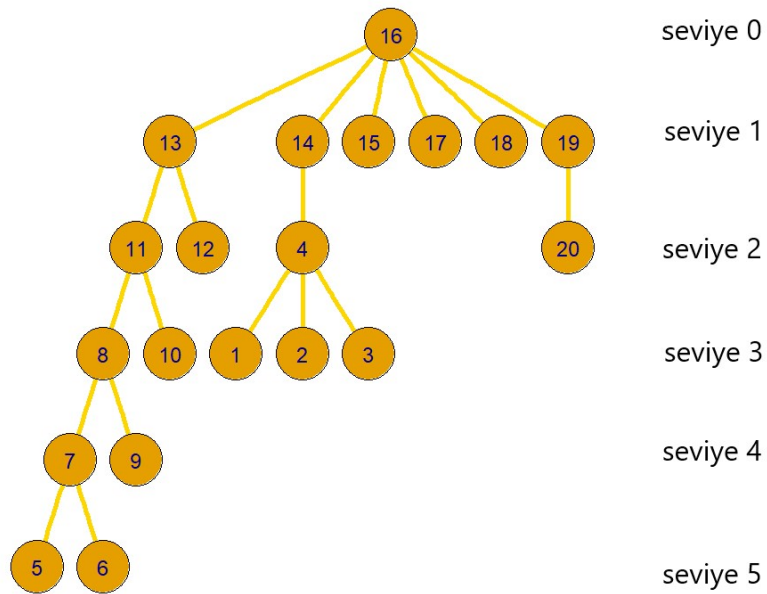 16 seviye 0
13 14 15 17 18 19 seviye 1
11 12 4 20 seviye 2
8 10 1 2 3 seviye 3
7 9 seviye 4
5 6 seviye 5